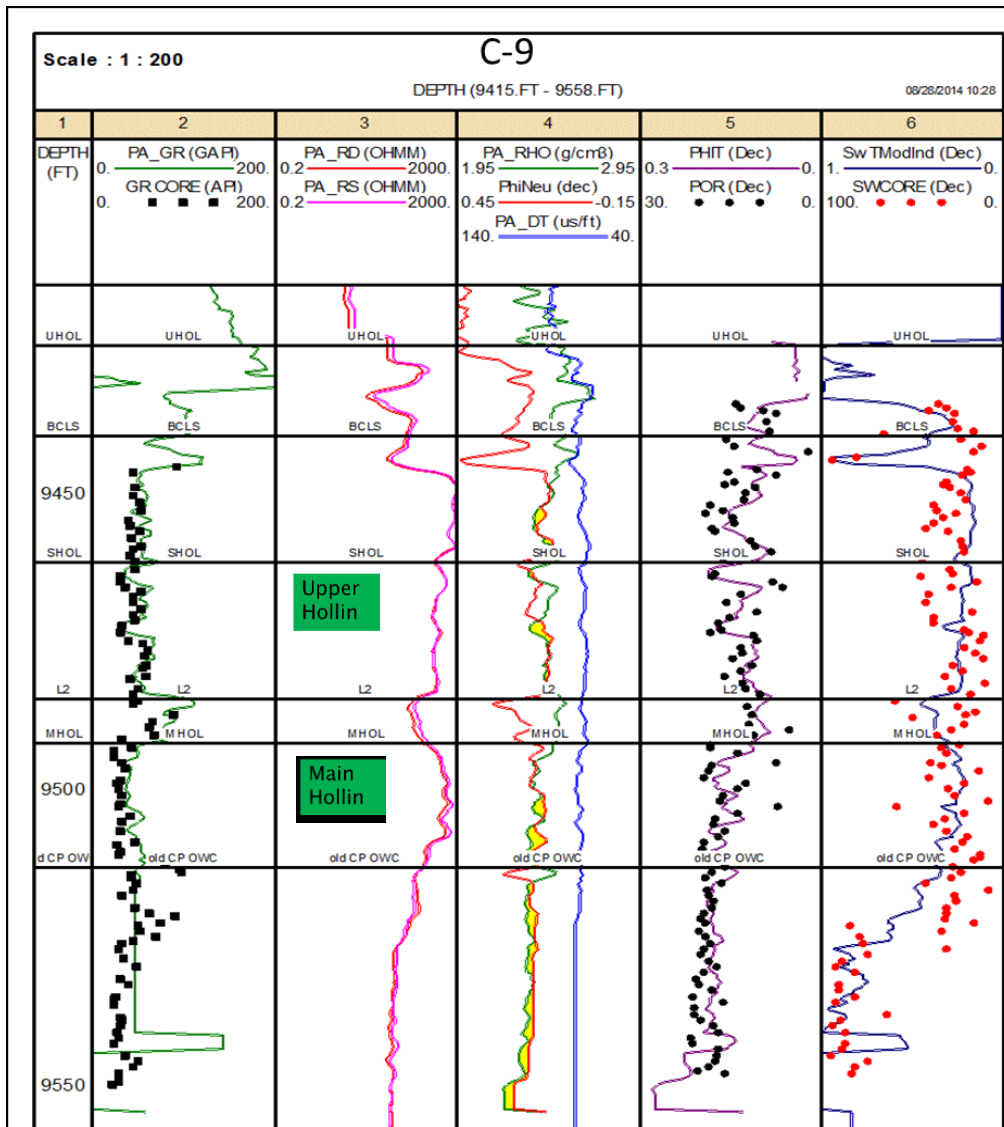 Scale : 1 : 200
C-9
DEPTH (9415.FT - 9558.FT)
08/28/2014 10:28
1 2 3 4 5 6
DEPTH
(FT)
PA_GR (GAPI)
0. 200.
GR CORE (API)
0. 200.
PA_RD (OHMM)
0.2 2000.
PA_RS (OHMM)
0.2 2000.
PA_RHO (g/cm3)
1.95 2.95
PhiNeu (dec)
0.45 -0.15
PA_DT (us/ft)
140. 40.
PHIT (Dec)
0.3 0.
POR (Dec)
30. 0.
SwTModInd (Dec)
1. 0.
SWCORE (Dec)
100. 0.
UHOL UHOL UHOL UHOL UHOL UHOL
BCLS BCLS BCLS BCLS BCLS BCLS
9450
SHOL SHOL SHOL SHOL SHOL SHOL
Upper
Hollin
L2 L2 L2 L2 L2 L2
MHOL MHOL MHOL MHOL MHOL MHOL
9500
Main
Hollin
d CP OW old CP OWC old CP OWC old CP OWC old CP OWC old CP OWC
9550